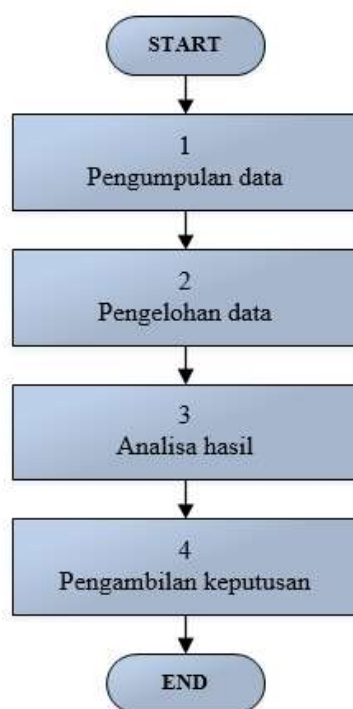 START
1
Pengumpulan data
2
Pengelohan data
3
Analisa hasil
4
Pengambilan keputusan
END